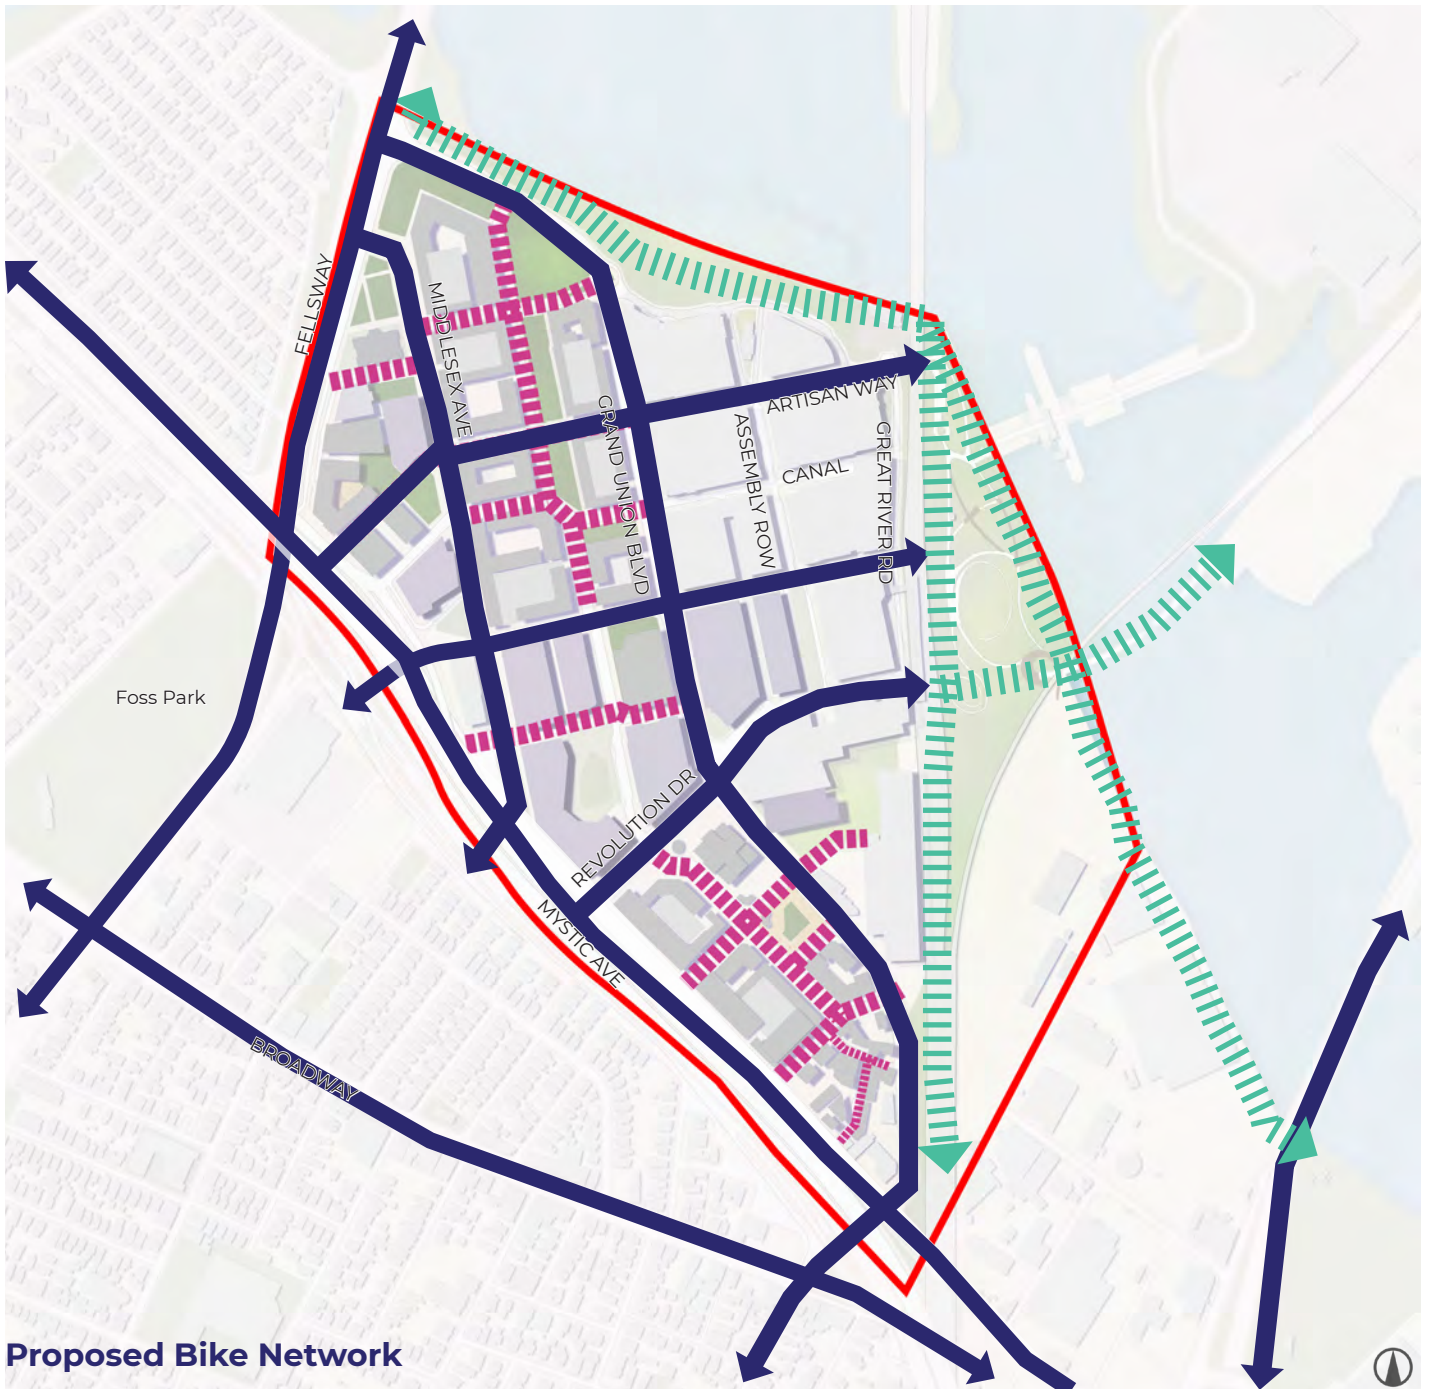 FELLSWAY
MIDDLESEX AVE
GRAND UNION BLVD
ARTISAN WAY
ASSEMBLY ROW
CANAL
GREAT RIVER RD
Foss Park
REVOLUTION DR
MYSTIC AVE
BROADWAY
Proposed Bike Network